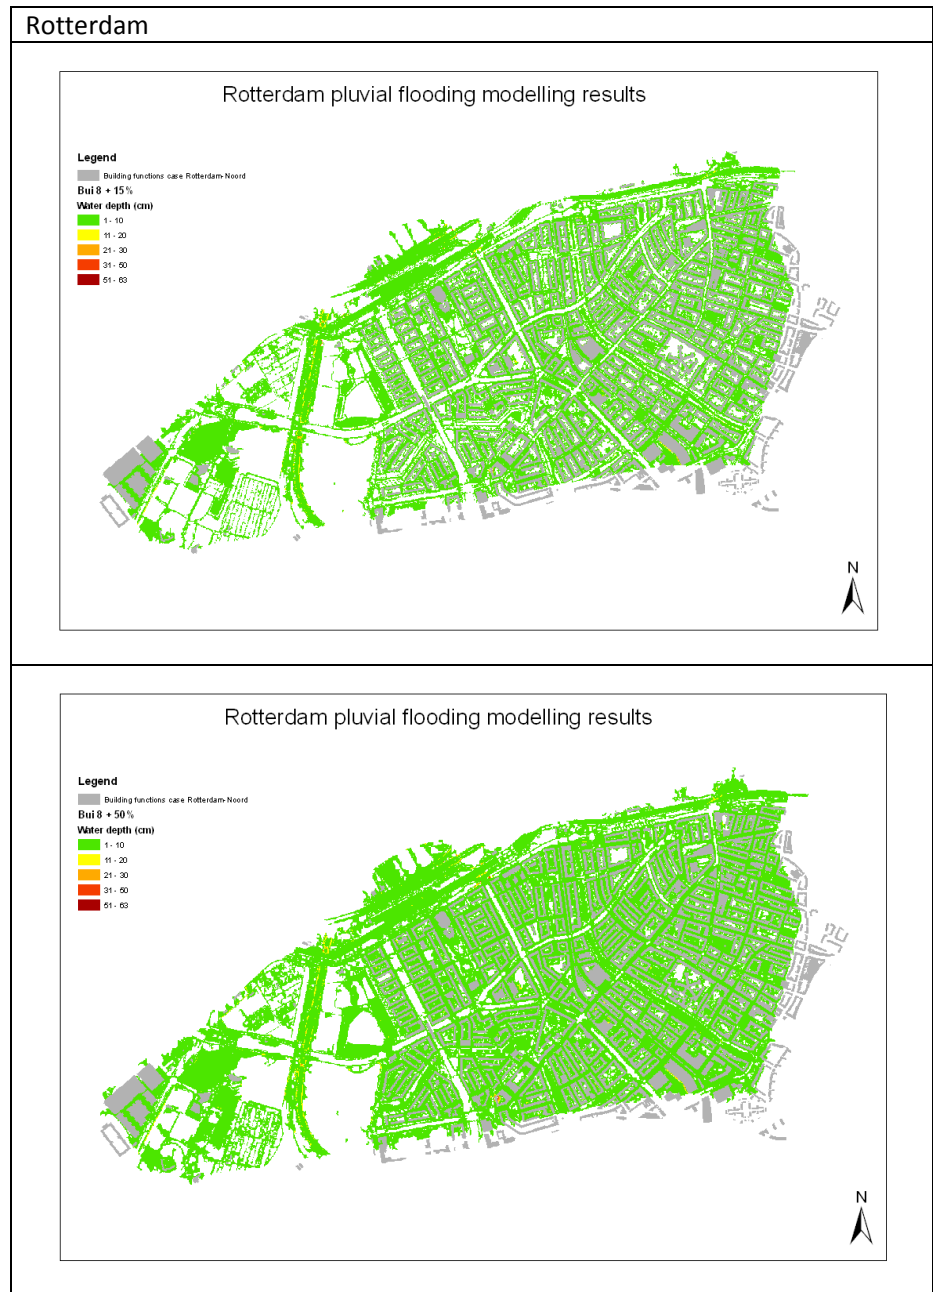 Rotterdam
Rotterdam pluvial flooding modelling results
Legend
Building functions case Rotterdam-Noord
Bui 8 + 15%
Water depth (cm)
1 - 10
11 - 20
21 - 30
31 - 50
51 - 63
N
Rotterdam pluvial flooding modelling results
Legend
Building functions case Rotterdam-Noord
Bui 8 + 50%
Water depth (cm)
1 - 10
11 - 20
21 - 30
31 - 50
51 - 63
N